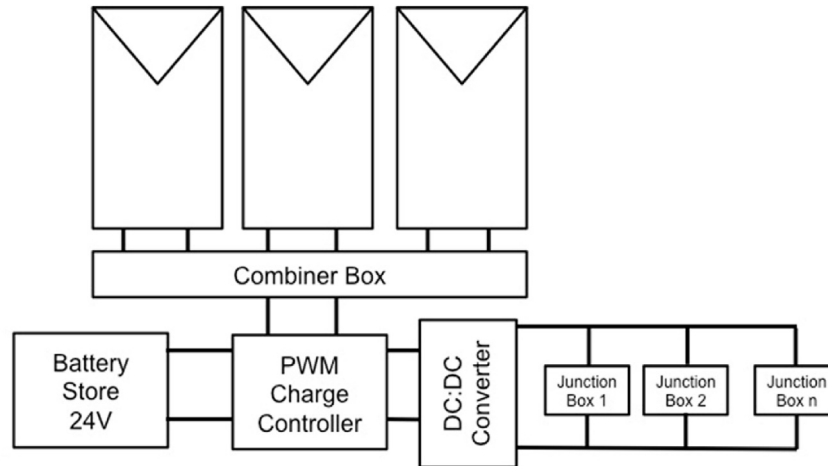 Combiner Box
Battery
Store
24V
PWM
Charge
Controller
DC:DC
Converter
Junction
Box 1
Junction
Box 2
Junction
Box n